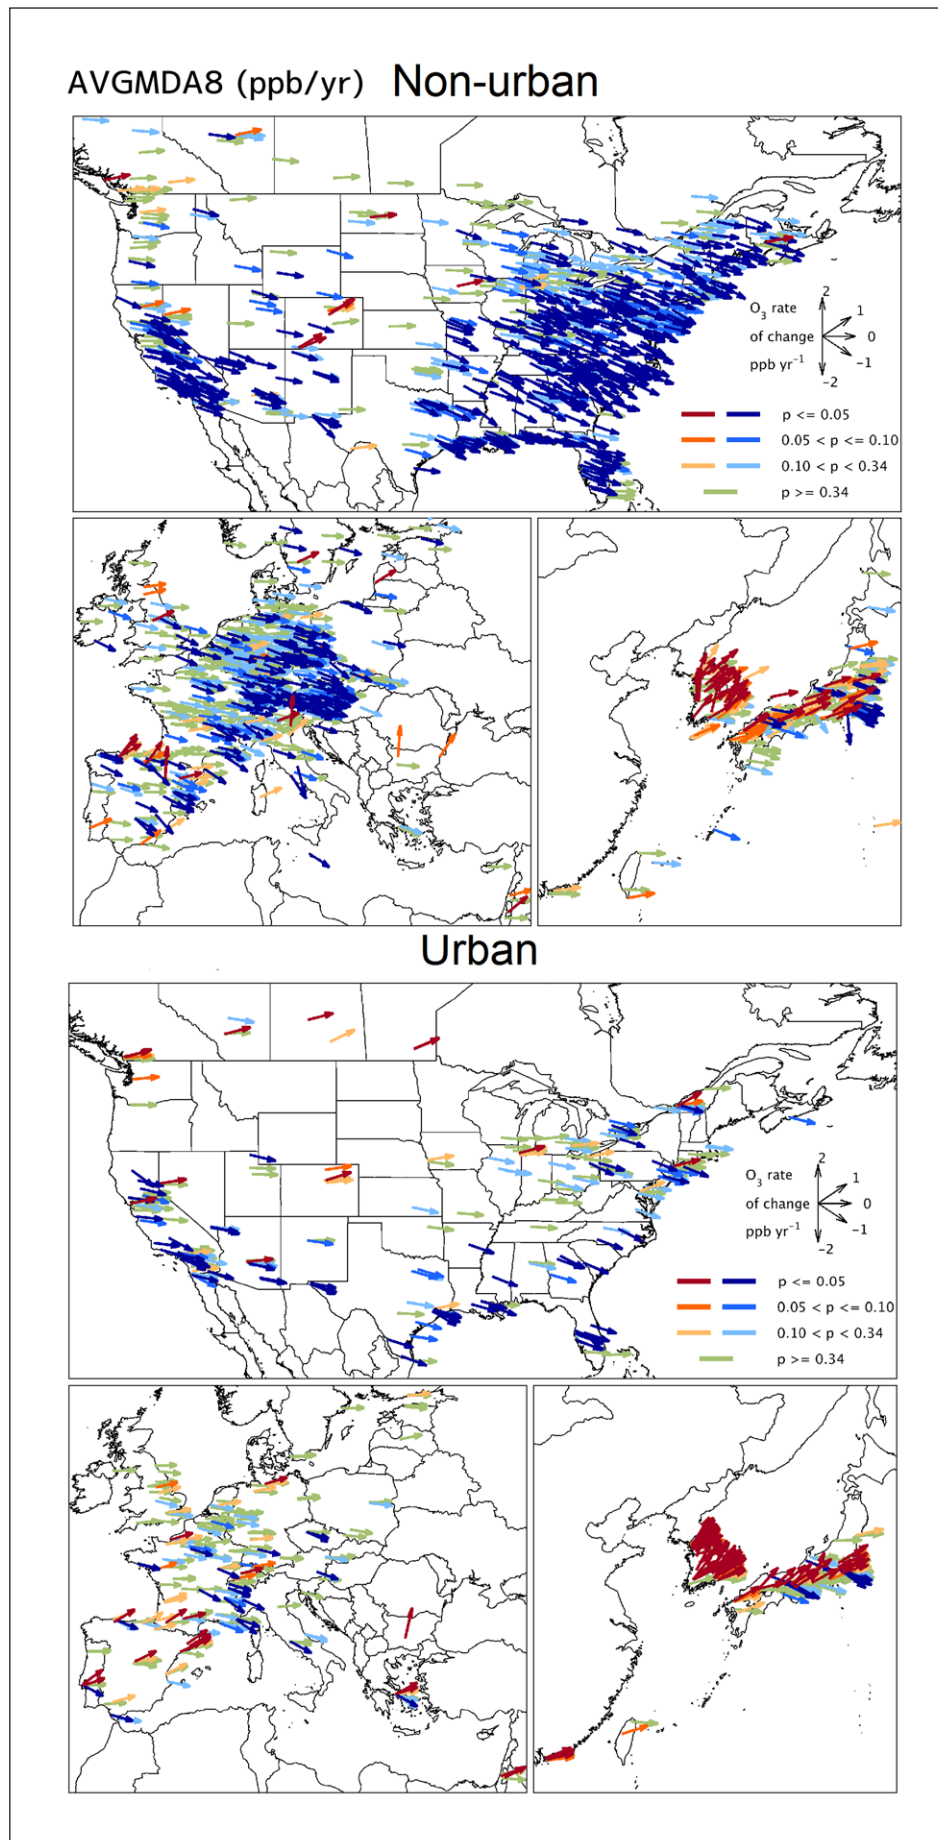 AVGMDA8 (ppb/yr) Non-urban
O₃ rate
of change
ppb yr⁻¹
2
1
0
−1
−2
p <= 0.05
0.05 < p <= 0.10
0.10 < p < 0.34
p >= 0.34
Urban
O₃ rate
of change
ppb yr⁻¹
2
1
0
−1
−2
p <= 0.05
0.05 < p <= 0.10
0.10 < p < 0.34
p >= 0.34